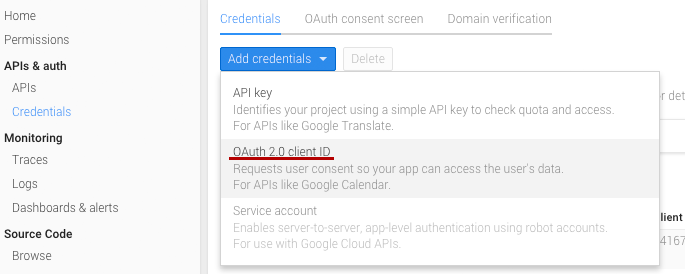 Home
Permissions
APIs & auth
APIs
Credentials
Monitoring
Traces
Logs
Dashboards & alerts
Source Code
Browse
Credentials OAuth consent screen Domain verification
Add credentials Delete
API key
Identifies your project using a simple API key to check quota and access.
For APIs like Google Translate.
OAuth 2.0 client ID
Requests user consent so your app can access the user's data.
For APIs like Google Calendar.
Service account
Enables server-to-server, app-level authentication using robot accounts.
For use with Google Cloud APIs.
or det
lient
4167